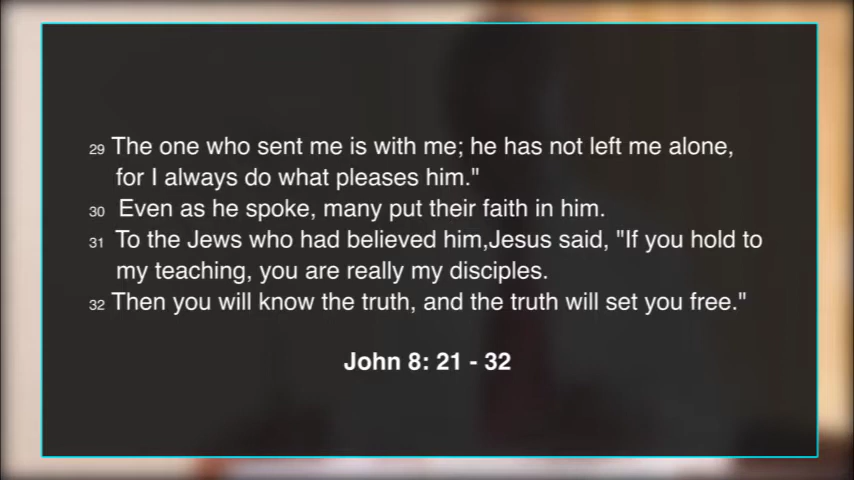 29 The one who sent me is with me; he has not left me alone,
for I always do what pleases him."
30 Even as he spoke, many put their faith in him.
31 To the Jews who had believed him,Jesus said, "If you hold to
my teaching, you are really my disciples.
32 Then you will know the truth, and the truth will set you free."
John 8: 21 - 32